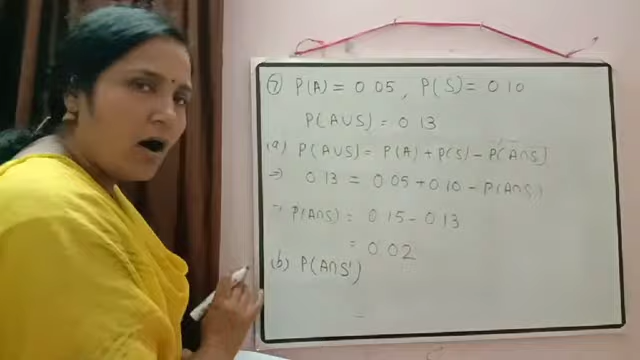 ⑦ P(A) = 0.05, P(S) = 0.10
P(A∪S) = 0.13
(a) P(A∪S) = P(A) + P(S) - P(A∩S)
⇒ 0.13 = 0.05 + 0.10 - P(A∩S)
⇒ P(A∩S) = 0.15 - 0.13
= 0.02
(b) P(A∩S')